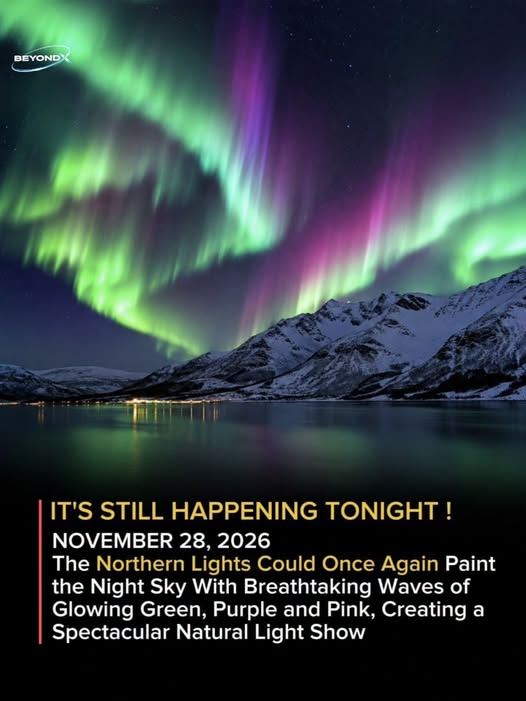 BEYONDX
IT'S STILL HAPPENING TONIGHT !
NOVEMBER 28, 2026
The Northern Lights Could Once Again Paint
the Night Sky With Breathtaking Waves of
Glowing Green, Purple and Pink, Creating a
Spectacular Natural Light Show